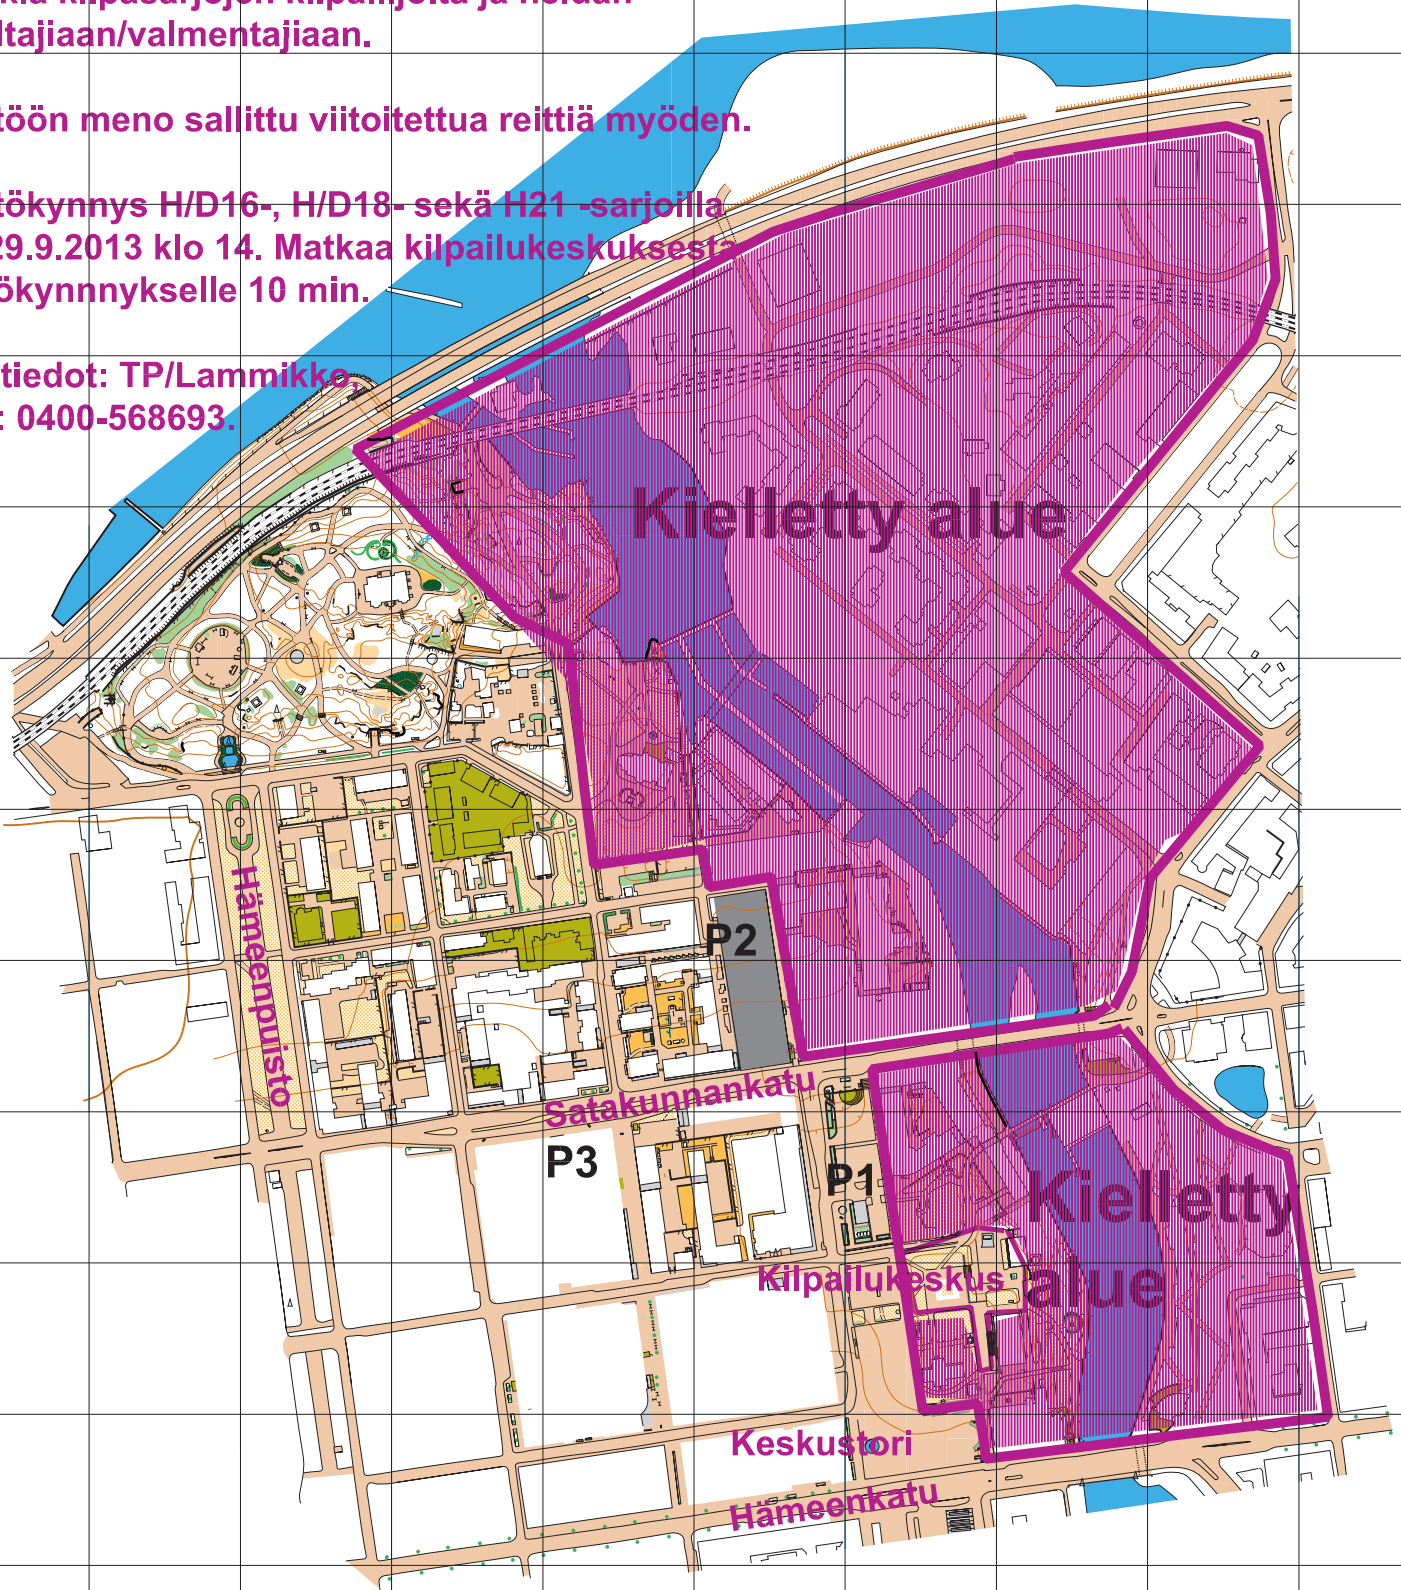 ltajiaan/valmentajiaan.
töön meno sallittu viitoitettua reittiä myöden.
tökynnys H/D16-, H/D18- sekä H21 -sarjoilla
29.9.2013 klo 14. Matkaa kilpailukeskuksesta
ökynnnykselle 10 min.
tiedot: TP/Lammikko,
: 0400-568693.
Kielletty alue
Hämeenpuisto
P2
Satakunnankatu
P3
P1
Kielletty
alue
Kilpailukeskus
Keskustori
Hämeenkatu